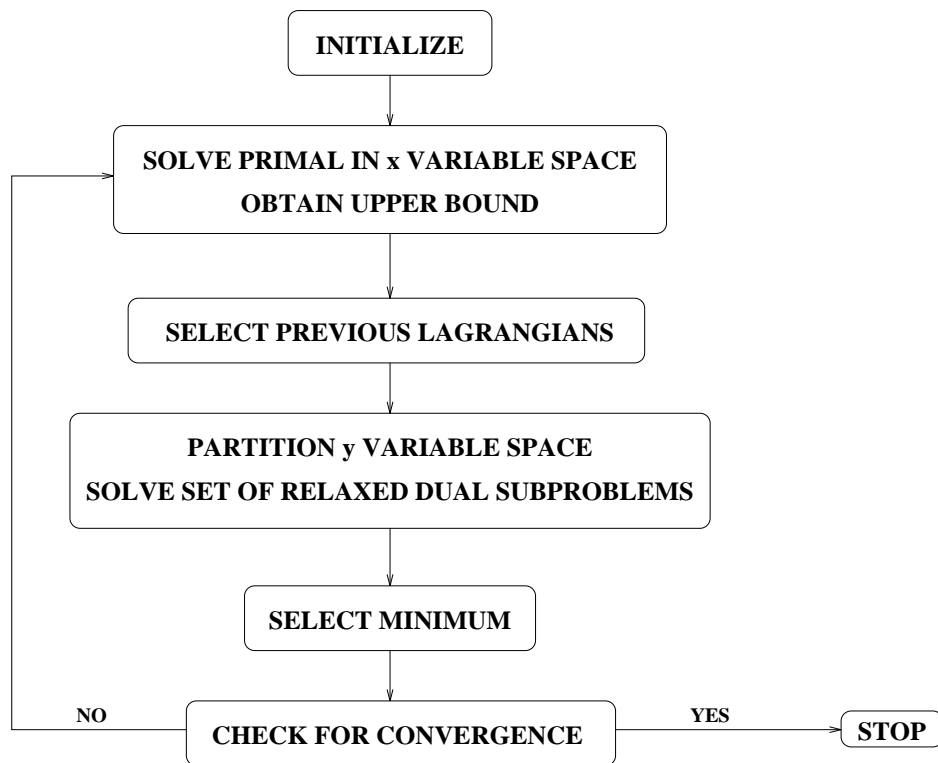 INITIALIZE
SOLVE PRIMAL IN x VARIABLE SPACE
OBTAIN UPPER BOUND
SELECT PREVIOUS LAGRANGIANS
PARTITION y VARIABLE SPACE
SOLVE SET OF RELAXED DUAL SUBPROBLEMS
SELECT MINIMUM
NO
CHECK FOR CONVERGENCE
YES
STOP